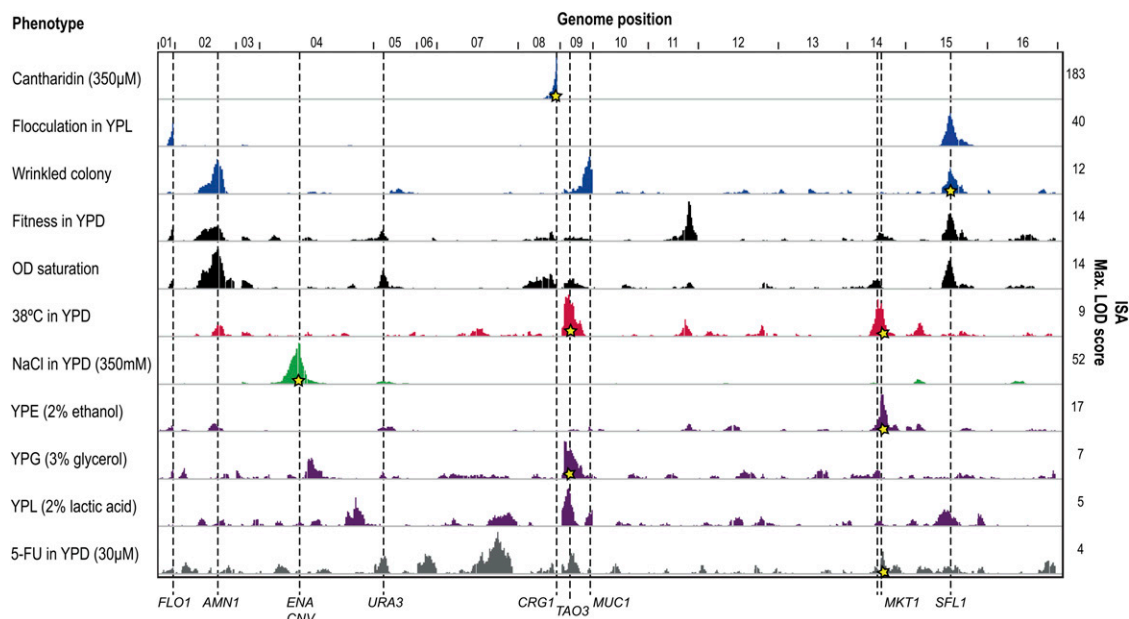 Phenotype
Genome position
01 02 03 04 05 06 07 08 09 10 11 12 13 14 15 16
Cantharidin (350µM) 183
Flocculation in YPL 40
Wrinkled colony 12
Fitness in YPD 14
OD saturation 14
38ºC in YPD 9
NaCl in YPD (350mM) 52
YPE (2% ethanol) 17
YPG (3% glycerol) 7
YPL (2% lactic acid) 5
5-FU in YPD (30µM) 4
ISA
Max. LOD score
FLO1 AMN1 ENA URA3 CRG1 MUC1 MKT1 SFL1
CNV TAO3